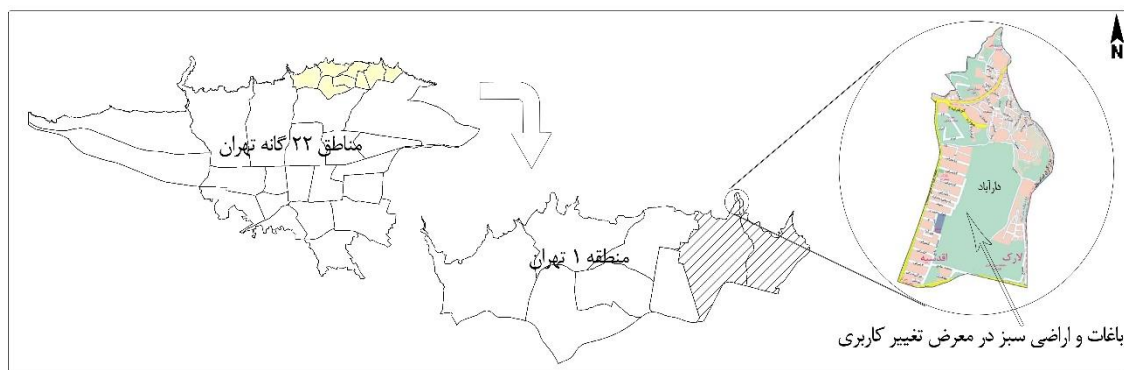 N
مناطق ۲۲ گانه تهران
منطقه ۱ تهران
دارآباد
اقدسیه
لارک
باغات و اراضی سبز در معرض تغییر کاربری